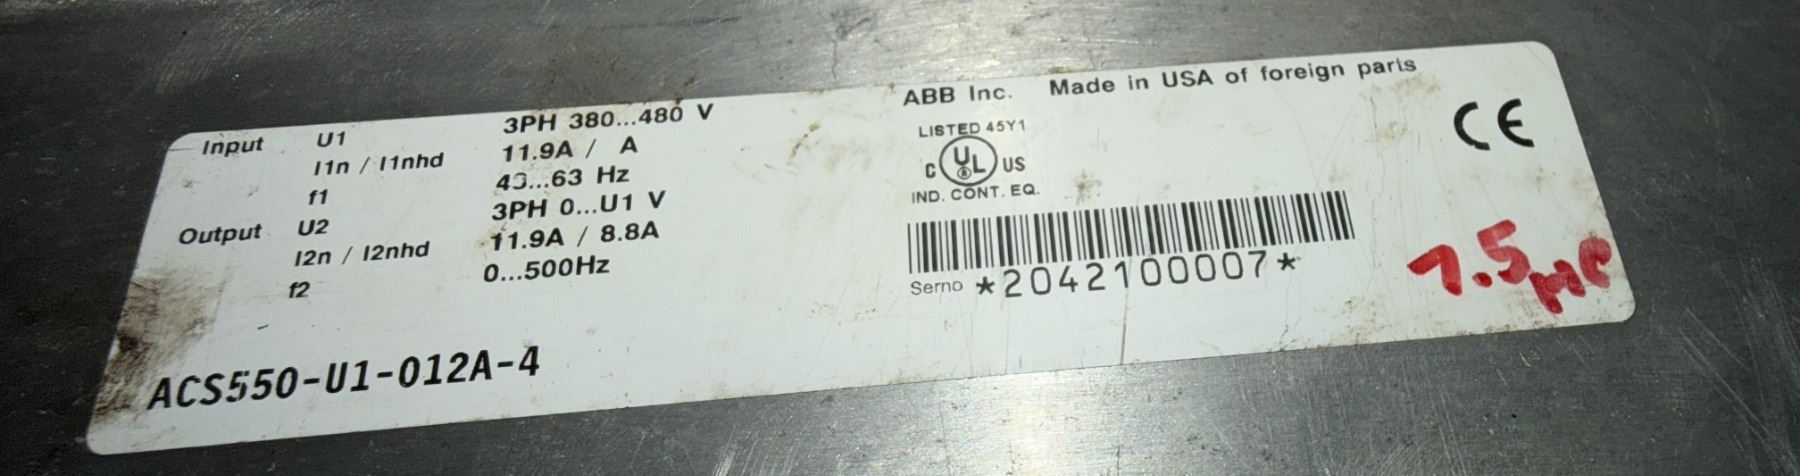 Input U1 3PH 380...480 V
I1n / I1nhd 11.9A / A
f1 48...63 Hz
Output U2 3PH 0...U1 V
I2n / I2nhd 11.9A / 8.8A
f2 0...500Hz
ACS550-U1-012A-4
ABB Inc. Made in USA of foreign parts
LISTED 45Y1
C UL US
IND. CONT. EQ.
Serno *2042100007*
CE
7.5 HP